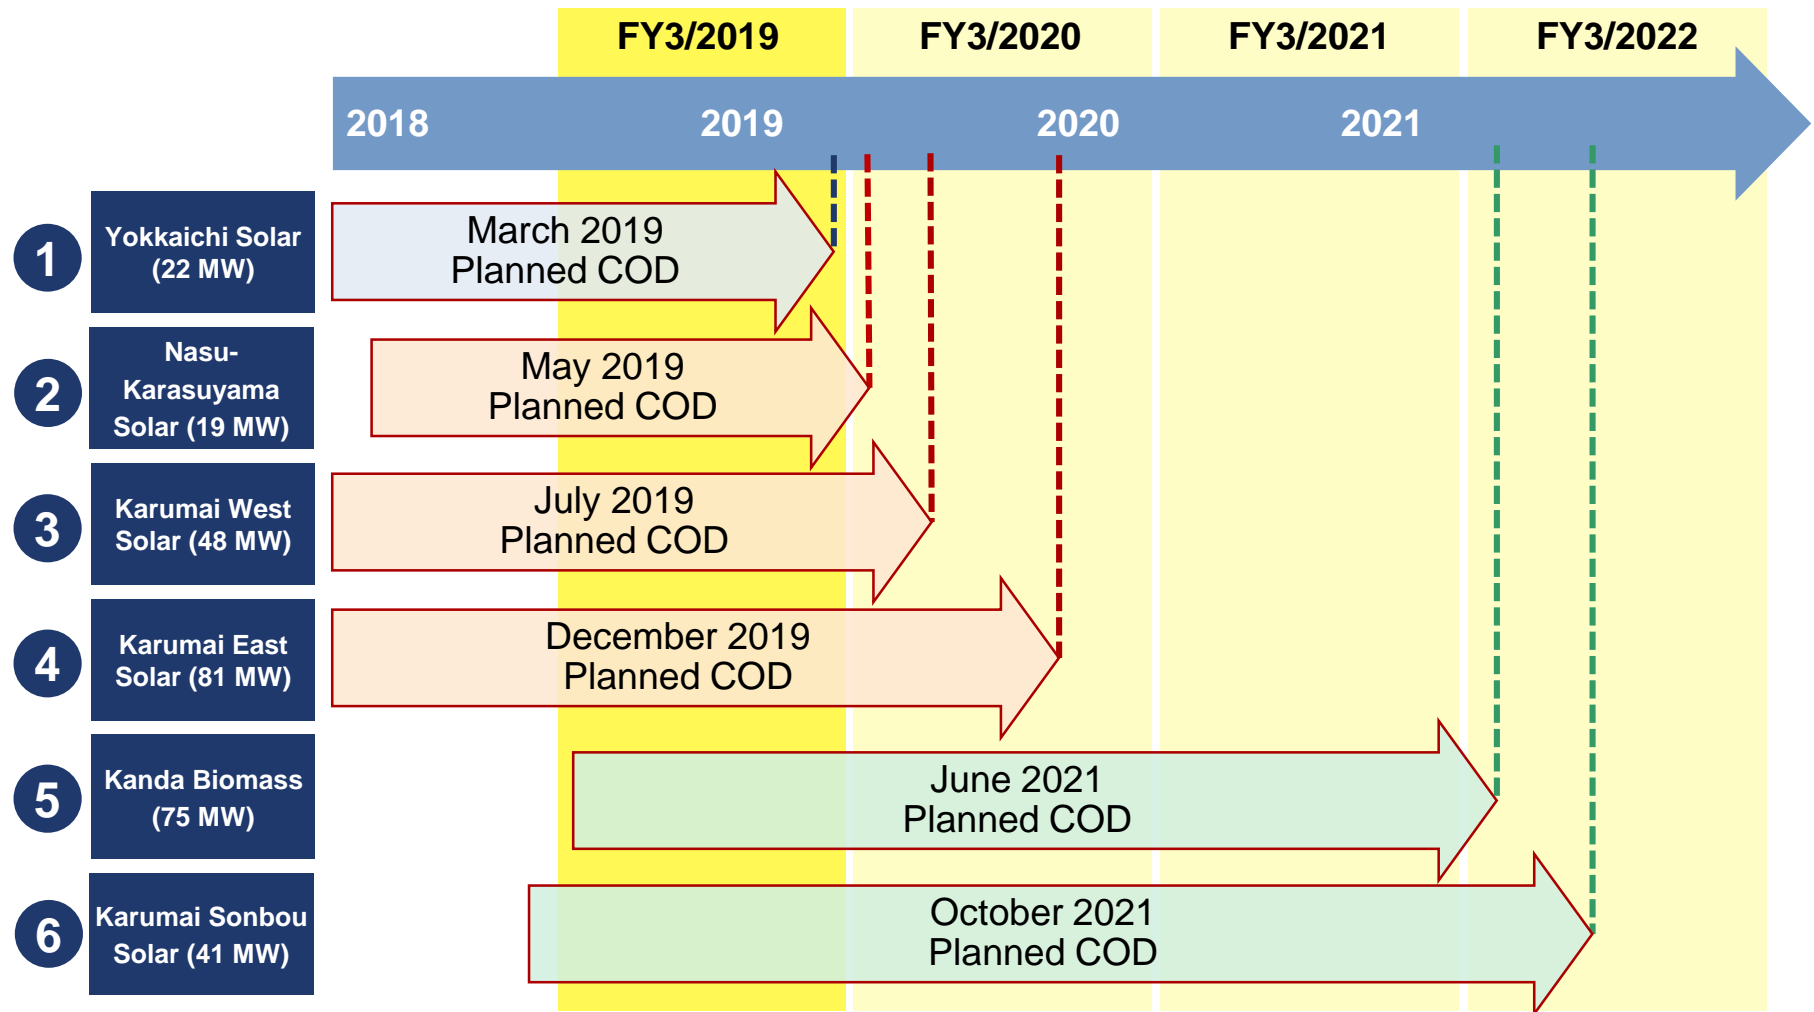 FY3/2019
FY3/2020
FY3/2021
FY3/2022
2018
2019
2020
2021
1
Yokkaichi Solar
(22 MW)
March 2019
Planned COD
2
Nasu-
Karasuyama
Solar (19 MW)
May 2019
Planned COD
3
Karumai West
Solar (48 MW)
July 2019
Planned COD
4
Karumai East
Solar (81 MW)
December 2019
Planned COD
5
Kanda Biomass
(75 MW)
June 2021
Planned COD
6
Karumai Sonbou
Solar (41 MW)
October 2021
Planned COD